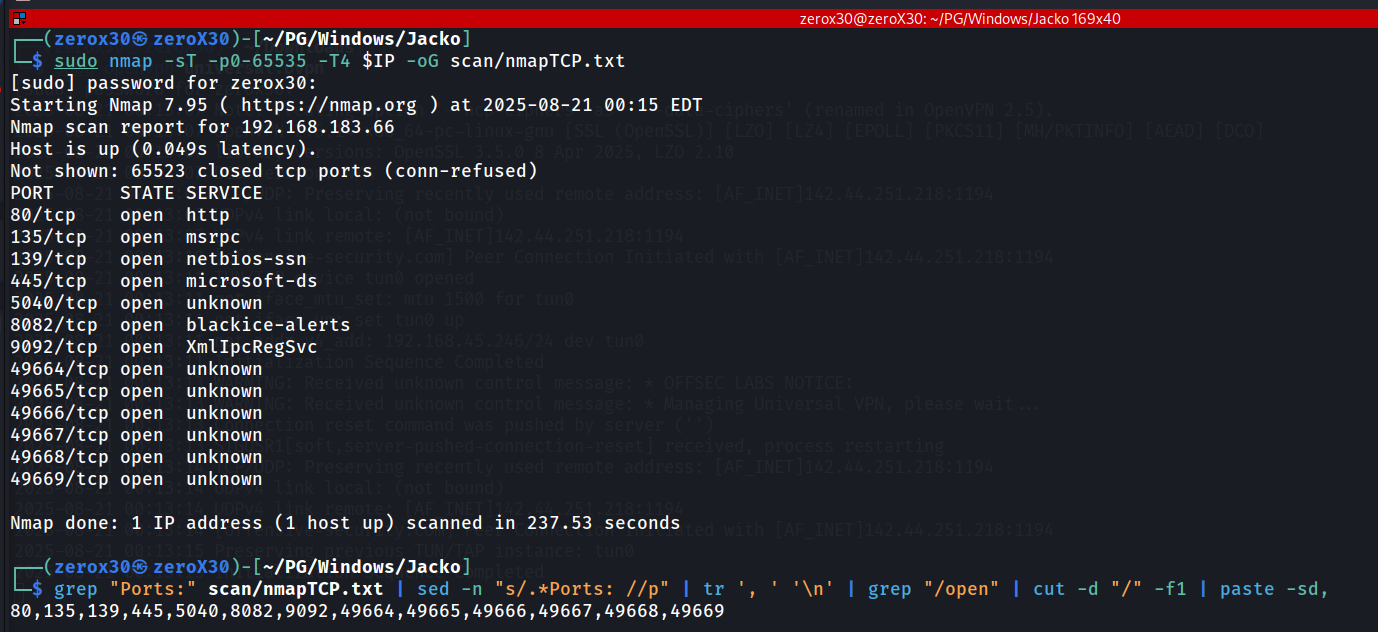 zerox30@zeroX30: ~/PG/Windows/Jacko 169x40
┌──(zerox30㉿zeroX30)-[~/PG/Windows/Jacko]
└─$ sudo nmap -sT -p0-65535 -T4 $IP -oG scan/nmapTCP.txt
[sudo] password for zerox30:
Starting Nmap 7.95 ( https://nmap.org ) at 2025-08-21 00:15 EDT
Nmap scan report for 192.168.183.66
Host is up (0.049s latency).
Not shown: 65523 closed tcp ports (conn-refused)
PORT      STATE SERVICE
80/tcp    open  http
135/tcp   open  msrpc
139/tcp   open  netbios-ssn
445/tcp   open  microsoft-ds
5040/tcp  open  unknown
8082/tcp  open  blackice-alerts
9092/tcp  open  XmlIpcRegSvc
49664/tcp open  unknown
49665/tcp open  unknown
49666/tcp open  unknown
49667/tcp open  unknown
49668/tcp open  unknown
49669/tcp open  unknown
Nmap done: 1 IP address (1 host up) scanned in 237.53 seconds
┌──(zerox30㉿zeroX30)-[~/PG/Windows/Jacko]
└─$ grep "Ports:" scan/nmapTCP.txt | sed -n "s/.*Ports: //p" | tr ', ' '\n' | grep "/open" | cut -d "/" -f1 | paste -sd,
80,135,139,445,5040,8082,9092,49664,49665,49666,49667,49668,49669